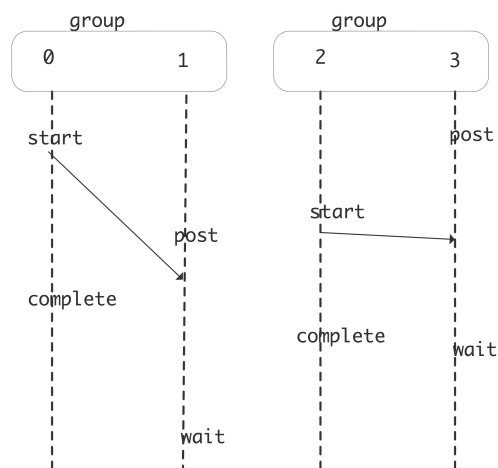 group
0 1
start
post
complete
wait
group
2 3
post
start
complete
wait